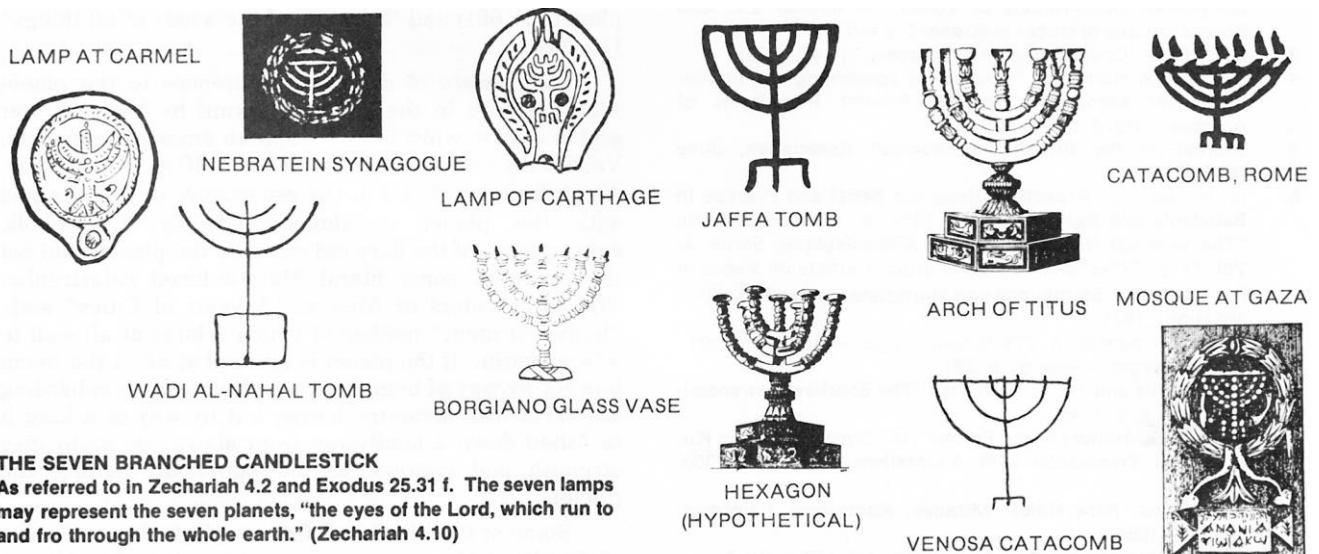 LAMP AT CARMEL
NEBRATEIN SYNAGOGUE
LAMP OF CARTHAGE
JAFFA TOMB
CATACOMB, ROME
ARCH OF TITUS
MOSQUE AT GAZA
WADI AL-NAHAL TOMB
BORGIANO GLASS VASE
HEXAGON
(HYPOTHETICAL)
VENOSA CATACOMB
THE SEVEN BRANCHED CANDLESTICK
As referred to in Zechariah 4.2 and Exodus 25.31 f. The seven lamps
may represent the seven planets, “the eyes of the Lord, which run to
and fro through the whole earth.” (Zechariah 4.10)